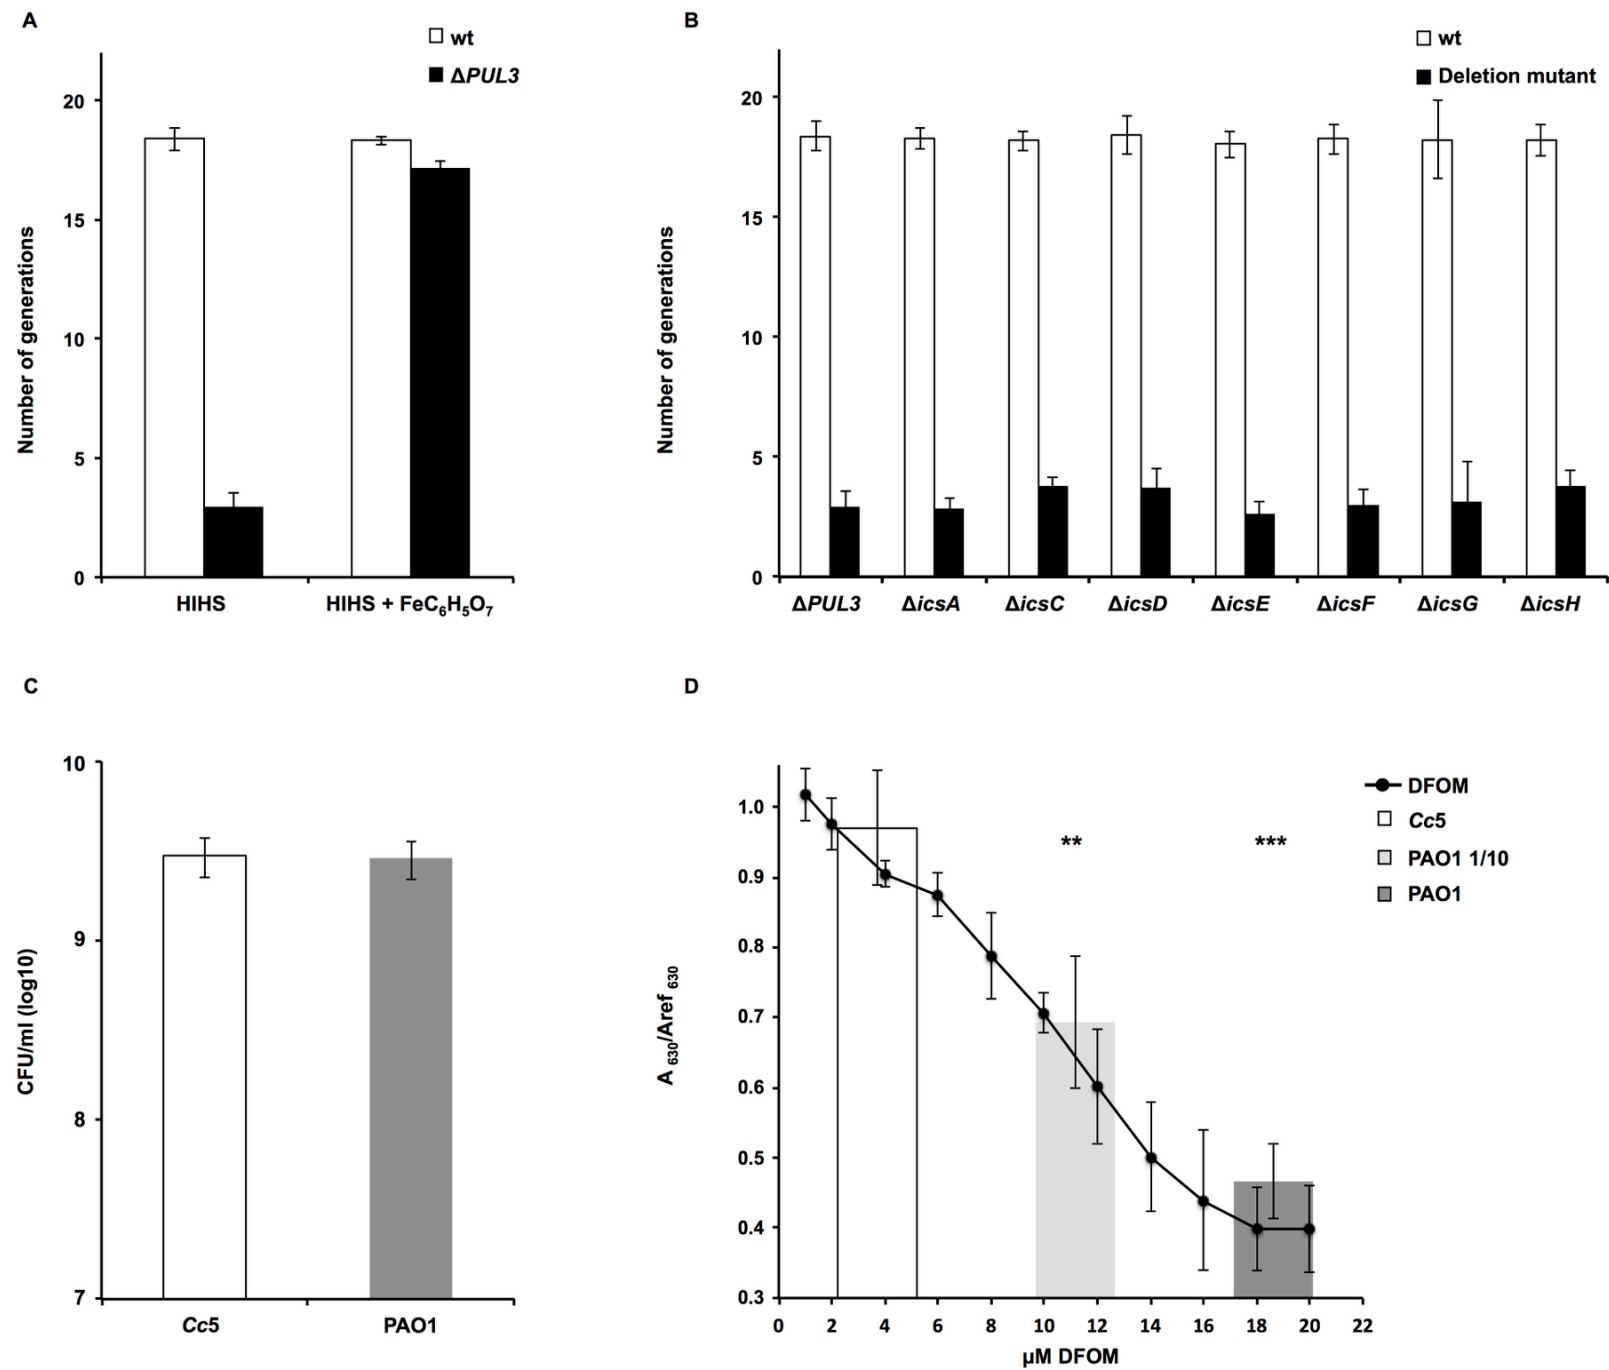 A
wt
ΔPUL3
Number of generations
20
15
10
5
0
HIHS
HIHS + FeC₆H₅O₇
B
wt
Deletion mutant
Number of generations
20
15
10
5
0
ΔPUL3 ΔicsA ΔicsC ΔicsD ΔicsE ΔicsF ΔicsG ΔicsH
C
CFU/ml (log10)
10
9
8
7
Cc5
PAO1
D
DFOM
Cc5
PAO1 1/10
PAO1
** ***
A 630/Aref 630
1.0
0.9
0.8
0.7
0.6
0.5
0.4
0.3
0 2 4 6 8 10 12 14 16 18 20 22
µM DFOM